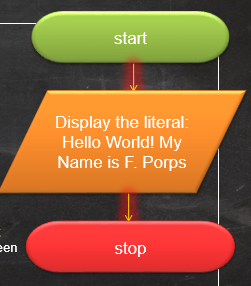 start
Display the literal:
Hello World! My
Name is F. Porps
een
stop